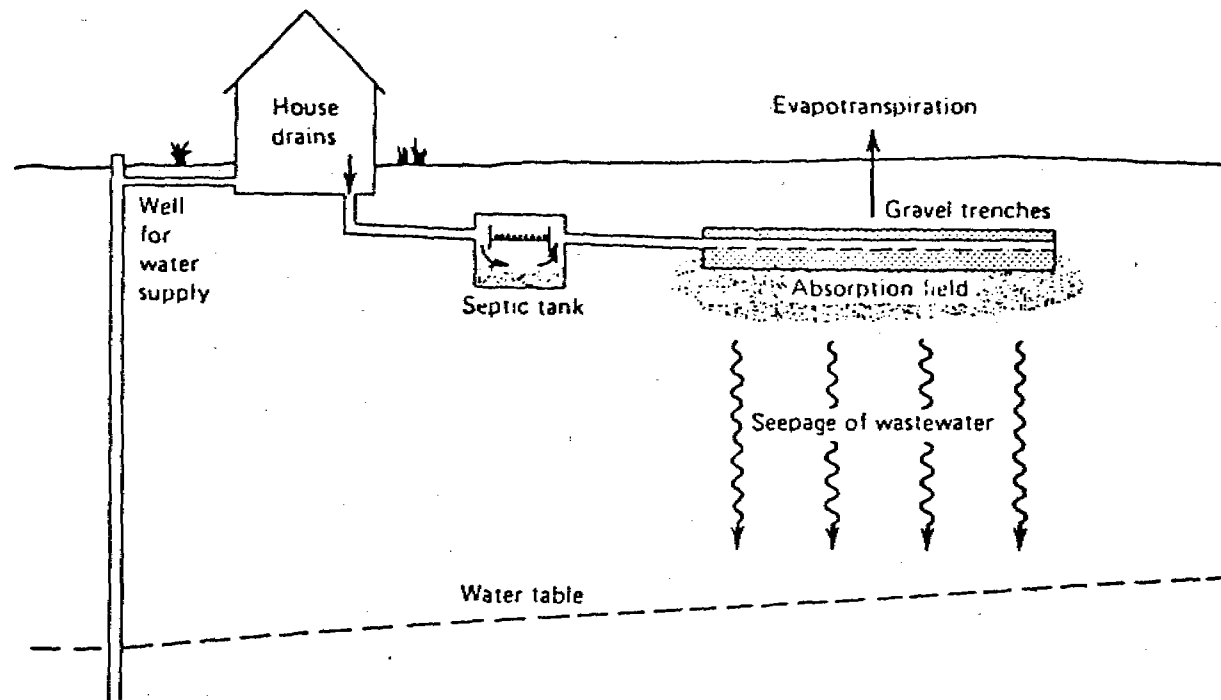 House
drains
Evapotranspiration
Well
for
water
supply
Gravel trenches
Septic tank
Absorption field
Seepage of wastewater
Water table